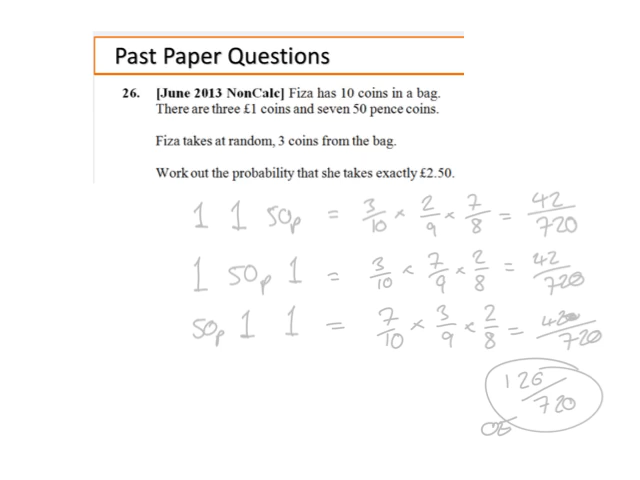 Past Paper Questions
26. [June 2013 NonCalc] Fiza has 10 coins in a bag.
There are three £1 coins and seven 50 pence coins.
Fiza takes at random, 3 coins from the bag.
Work out the probability that she takes exactly £2.50.
1 1 50p = 3/10 × 2/9 × 7/8 = 42/720
1 50p 1 = 3/10 × 7/9 × 2/8 = 42/720
50p 1 1 = 7/10 × 3/9 × 2/8 = 42/720
126/720
oe